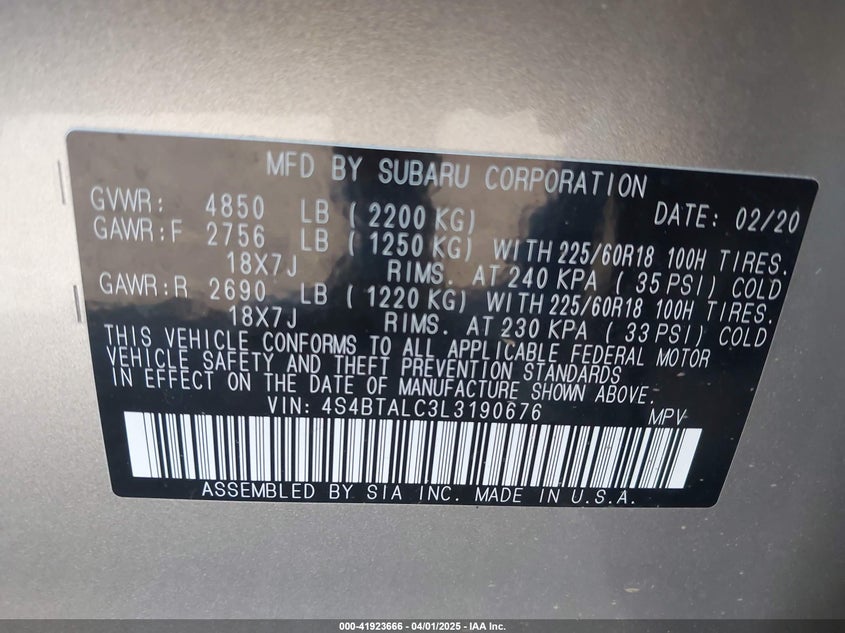 MFD BY SUBARU CORPORATION
GVWR: 4850 LB ( 2200 KG) DATE: 02/20
GAWR:F 2756 LB ( 1250 KG) WITH 225/60R18 100H TIRES.
18X7J RIMS. AT 240 KPA ( 35 PSI) COLD
GAWR:R 2690 LB ( 1220 KG) WITH 225/60R18 100H TIRES.
18X7J RIMS. AT 230 KPA ( 33 PSI) COLD
THIS VEHICLE CONFORMS TO ALL APPLICABLE FEDERAL MOTOR
VEHICLE SAFETY AND THEFT PREVENTION STANDARDS
IN EFFECT ON THE DATE OF MANUFACTURE SHOWN ABOVE.
VIN: 4S4BTALC3L3190676 MPV
ASSEMBLED BY SIA INC. MADE IN U.S.A.
000-41923666 - 04/01/2025 - IAA Inc.